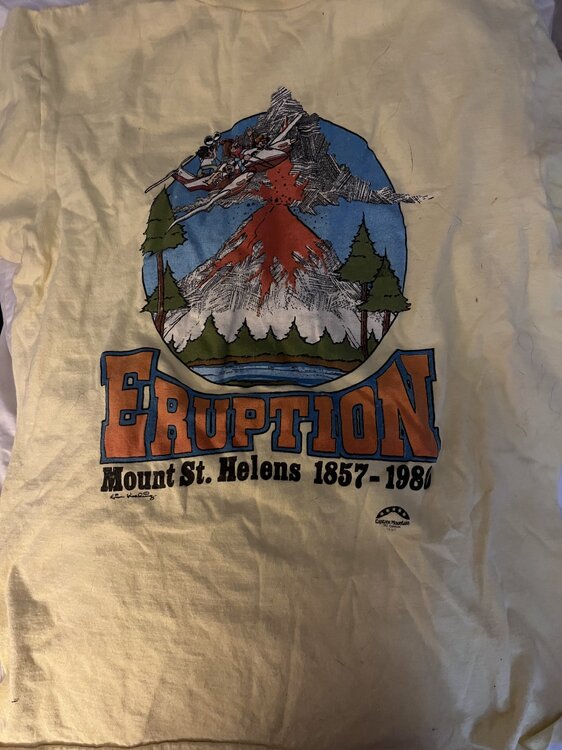 ERUPTION
Mount St. Helens 1857-1980